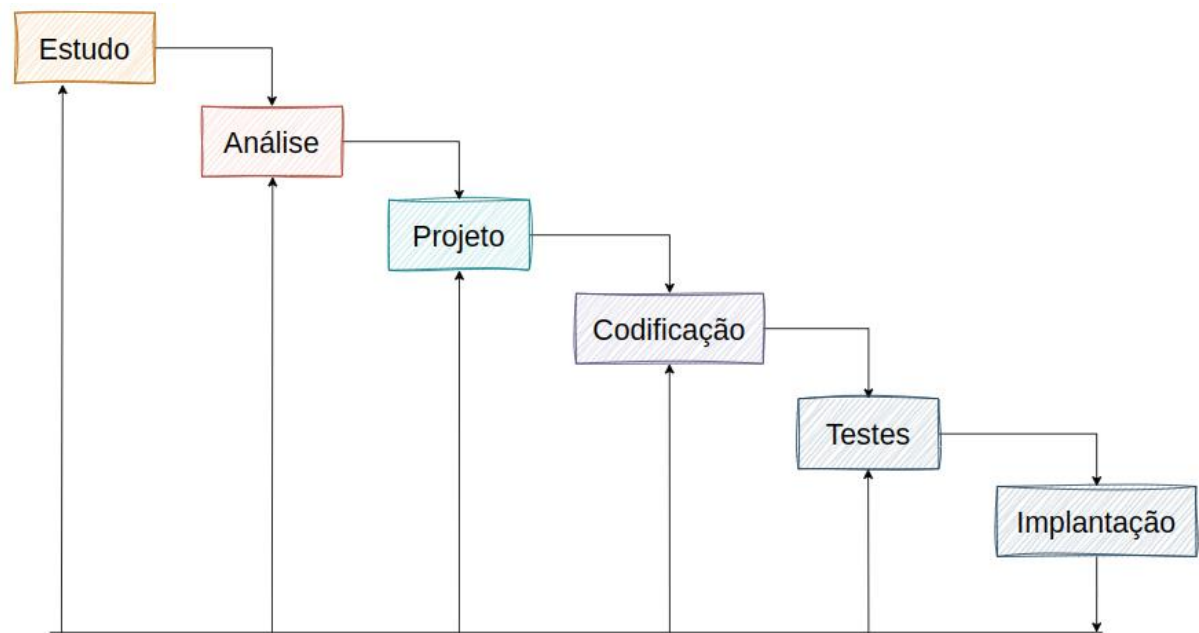 Estudo
Análise
Projeto
Codificação
Testes
Implantação